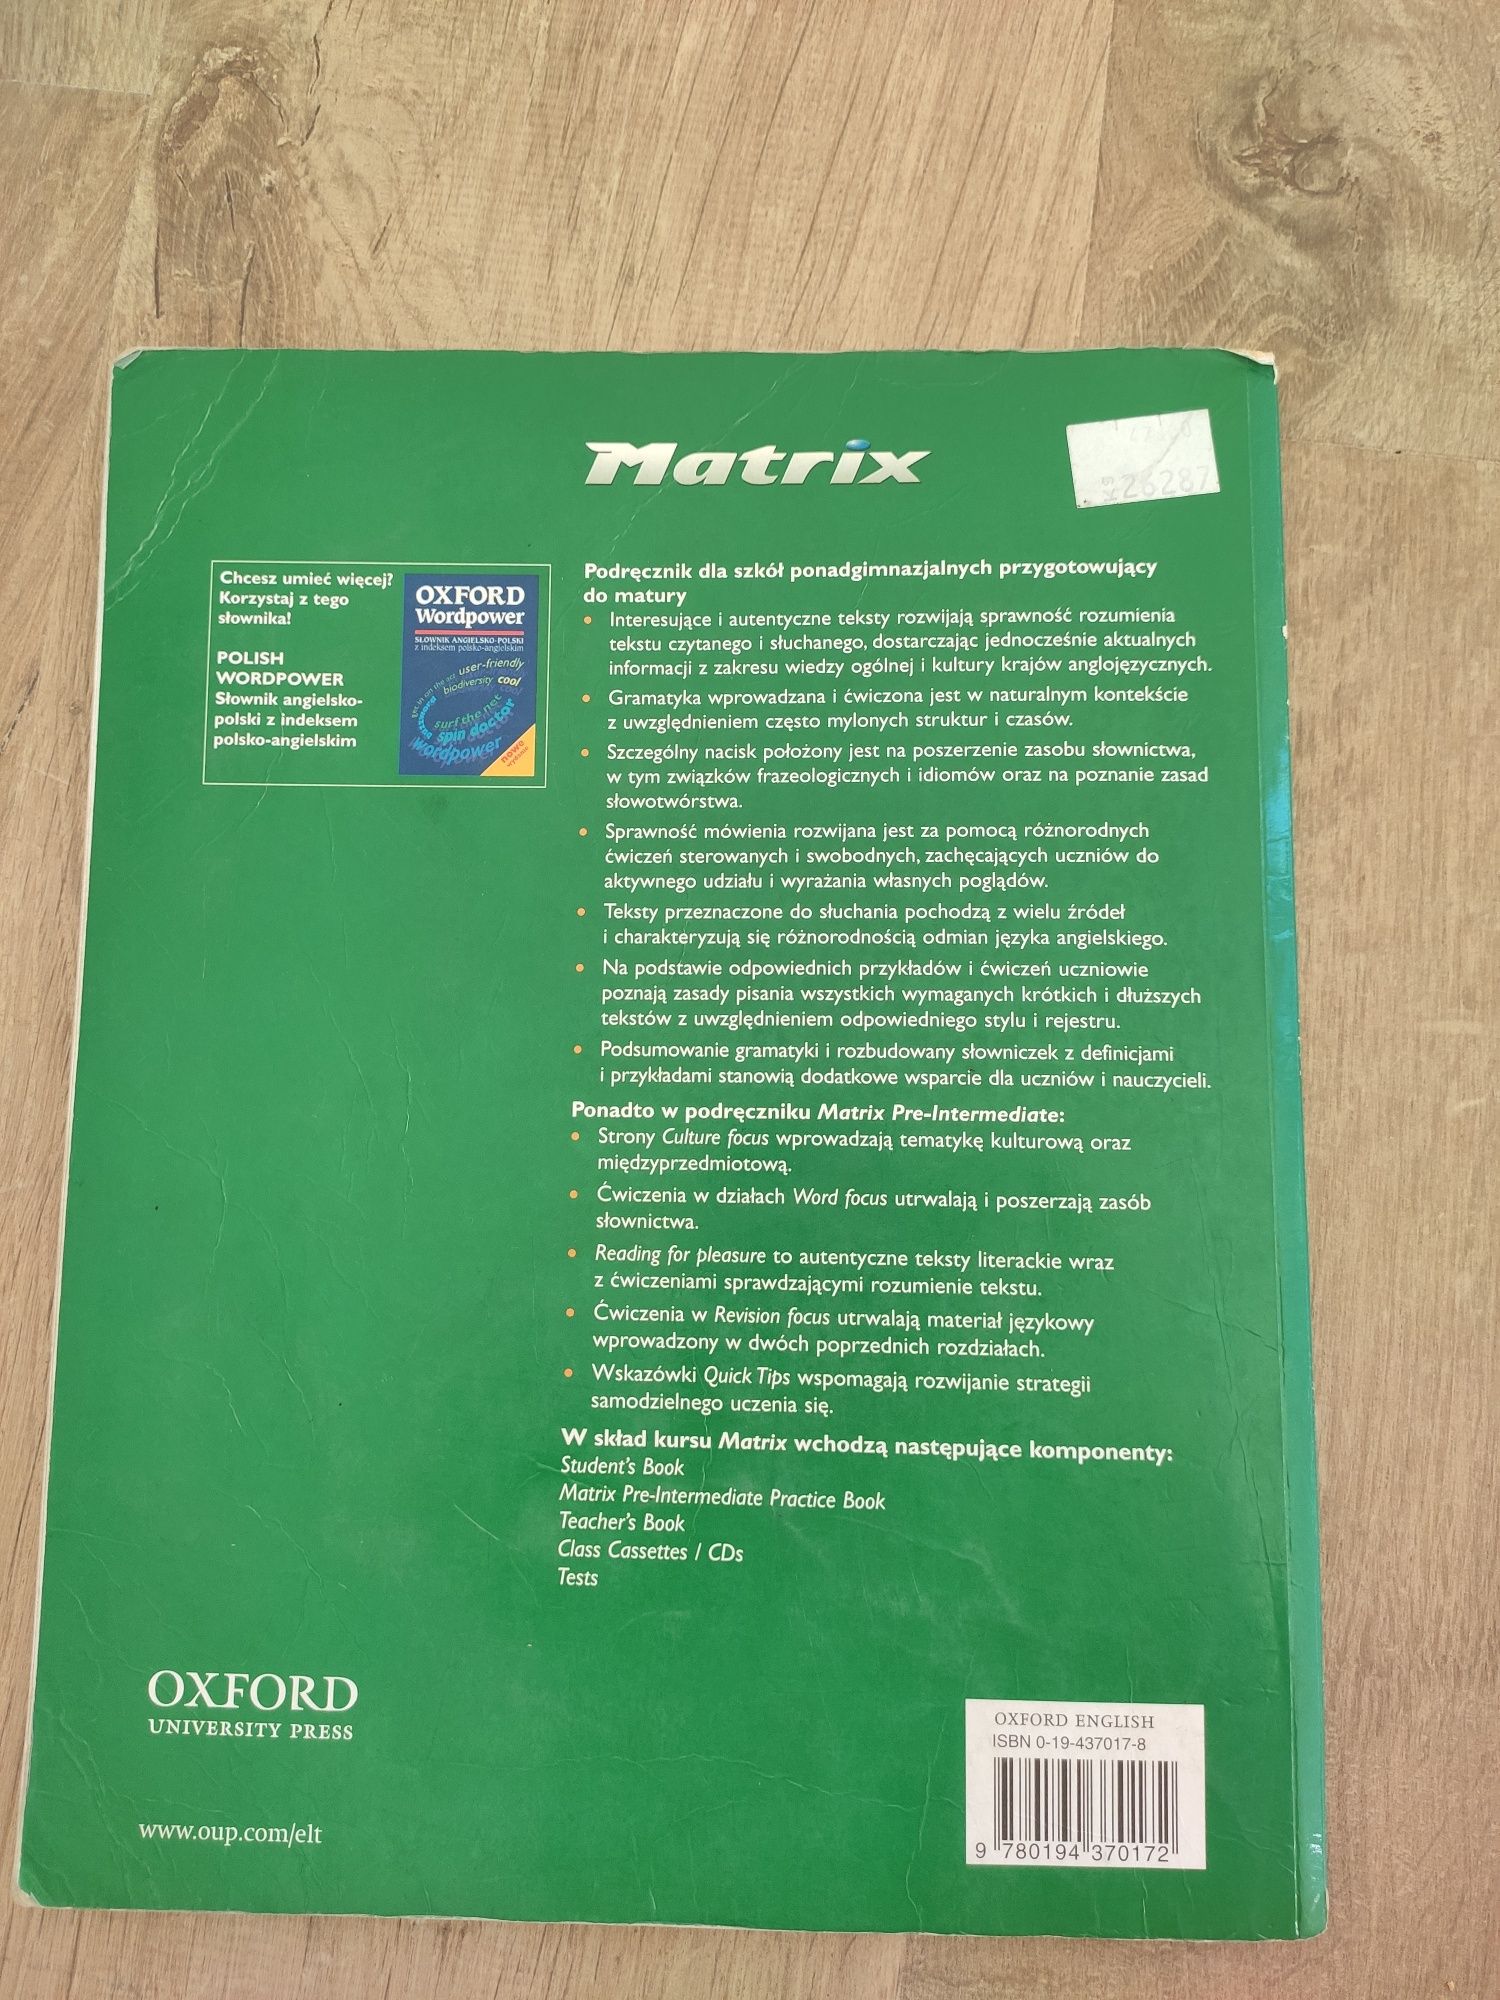 Matrix
26287
Chcesz umieć więcej?
Korzystaj z tego
słownika!
POLISH
WORDPOWER
Słownik angielsko-
polski z indeksem
polsko-angielskim
OXFORD
Wordpower
SŁOWNIK ANGIELSKO-POLSKI
z indeksem polsko-angielskim
user-friendly
biodiversity cool
surf the net
spin doctor
Wordpower
nowe
wydanie
Podręcznik dla szkół ponadgimnazjalnych przygotowujący
do matury
• Interesujące i autentyczne teksty rozwijają sprawność rozumienia
tekstu czytanego i słuchanego, dostarczając jednocześnie aktualnych
informacji z zakresu wiedzy ogólnej i kultury krajów anglojęzycznych.
• Gramatyka wprowadzana i ćwiczona jest w naturalnym kontekście
z uwzględnieniem często mylonych struktur i czasów.
• Szczególny nacisk położony jest na poszerzenie zasobu słownictwa,
w tym związków frazeologicznych i idiomów oraz na poznanie zasad
słowotwórstwa.
• Sprawność mówienia rozwijana jest za pomocą różnorodnych
ćwiczeń sterowanych i swobodnych, zachęcających uczniów do
aktywnego udziału i wyrażania własnych poglądów.
• Teksty przeznaczone do słuchania pochodzą z wielu źródeł
i charakteryzują się różnorodnością odmian języka angielskiego.
• Na podstawie odpowiednich przykładów i ćwiczeń uczniowie
poznają zasady pisania wszystkich wymaganych krótkich i dłuższych
tekstów z uwzględnieniem odpowiedniego stylu i rejestru.
• Podsumowanie gramatyki i rozbudowany słowniczek z definicjami
i przykładami stanowią dodatkowe wsparcie dla uczniów i nauczycieli.
Ponadto w podręczniku Matrix Pre-Intermediate:
• Strony Culture focus wprowadzają tematykę kulturową oraz
międzyprzedmiotową.
• Ćwiczenia w działach Word focus utrwalają i poszerzają zasób
słownictwa.
• Reading for pleasure to autentyczne teksty literackie wraz
z ćwiczeniami sprawdzającymi rozumienie tekstu.
• Ćwiczenia w Revision focus utrwalają materiał językowy
wprowadzony w dwóch poprzednich rozdziałach.
• Wskazówki Quick Tips wspomagają rozwijanie strategii
samodzielnego uczenia się.
W skład kursu Matrix wchodzą następujące komponenty:
Student's Book
Matrix Pre-Intermediate Practice Book
Teacher's Book
Class Cassettes / CDs
Tests
OXFORD
UNIVERSITY PRESS
www.oup.com/elt
OXFORD ENGLISH
ISBN 0-19-437017-8
9 780194 370172